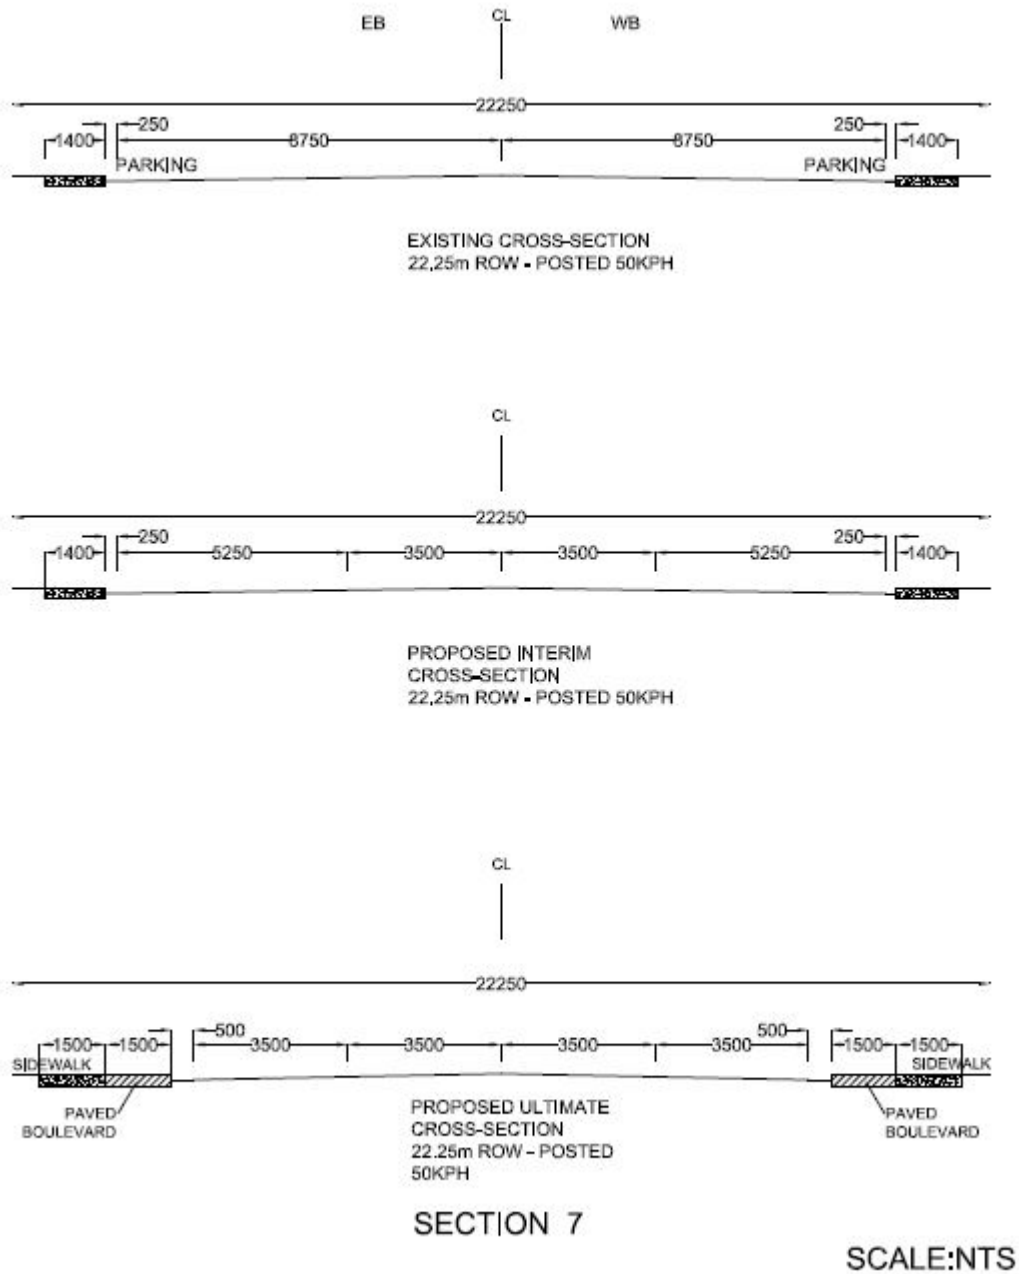 EB CL WB
22250
250 250
1400 8750 8750 1400
PARKING PARKING
EXISTING CROSS-SECTION
22.25m ROW - POSTED 50KPH
CL
22250
250 250
1400 5250 3500 3500 5250 1400
PROPOSED INTERIM
CROSS-SECTION
22.25m ROW - POSTED 50KPH
CL
22250
500 500
1500 1500 3500 3500 3500 3500 1500 1500
SIDEWALK SIDEWALK
PAVED
BOULEVARD
PROPOSED ULTIMATE
CROSS-SECTION
22.25m ROW - POSTED
50KPH
PAVED
BOULEVARD
SECTION 7
SCALE:NTS